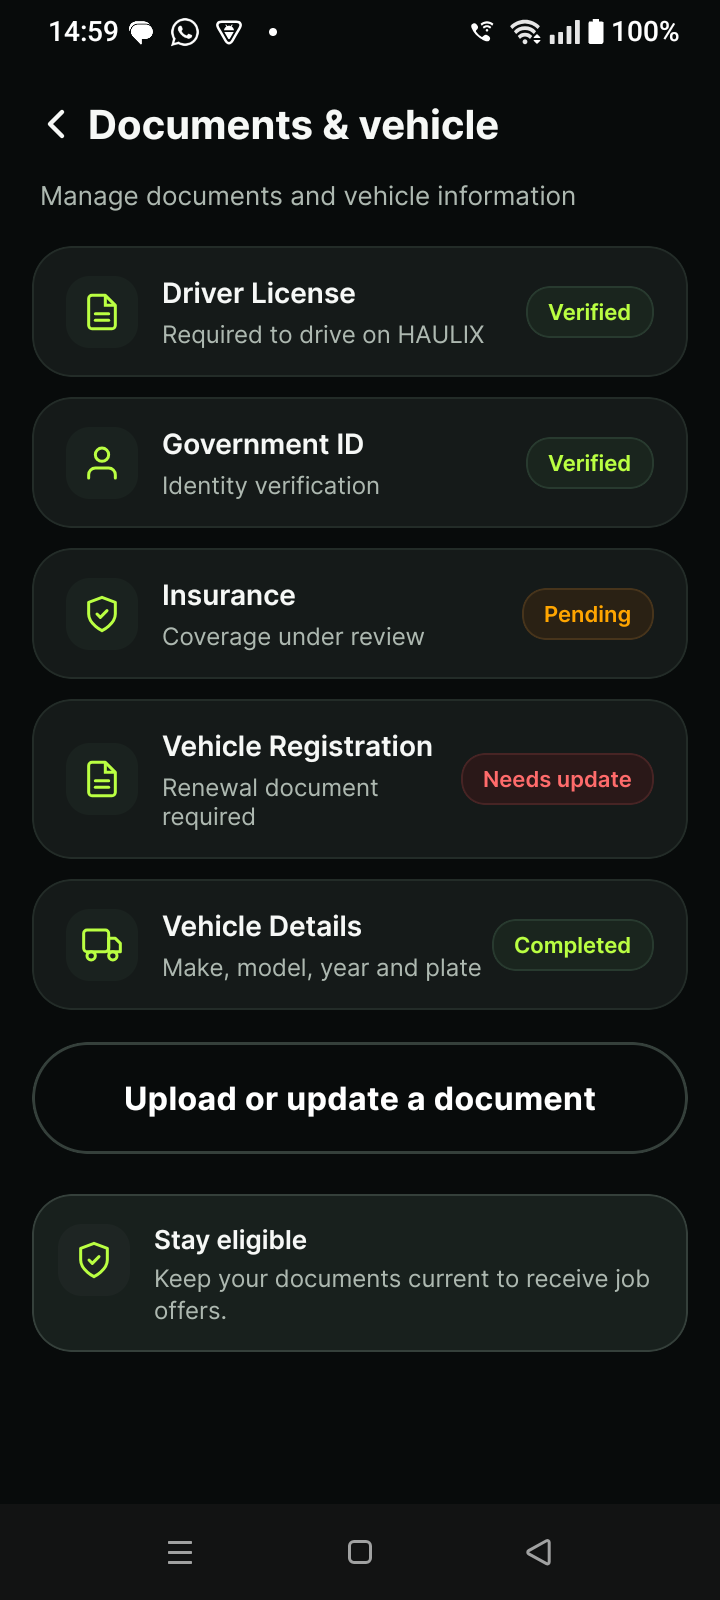 14:59
100%
Documents & vehicle
Manage documents and vehicle information
Driver License
Required to drive on HAULIX
Verified
Government ID
Identity verification
Verified
Insurance
Coverage under review
Pending
Vehicle Registration
Renewal document
required
Needs update
Vehicle Details
Make, model, year and plate
Completed
Upload or update a document
Stay eligible
Keep your documents current to receive job
offers.